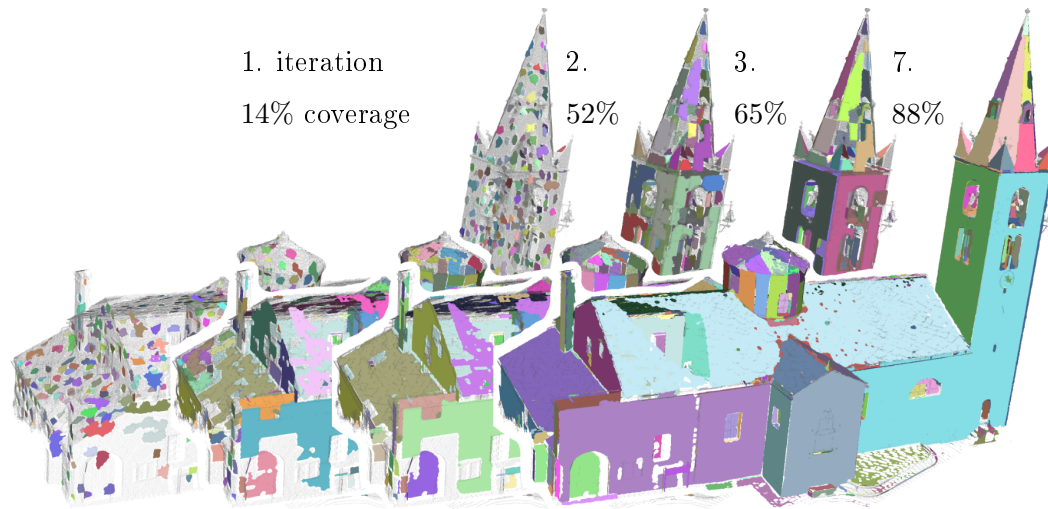 1. iteration 2. 3. 7.
14% coverage 52% 65% 88%